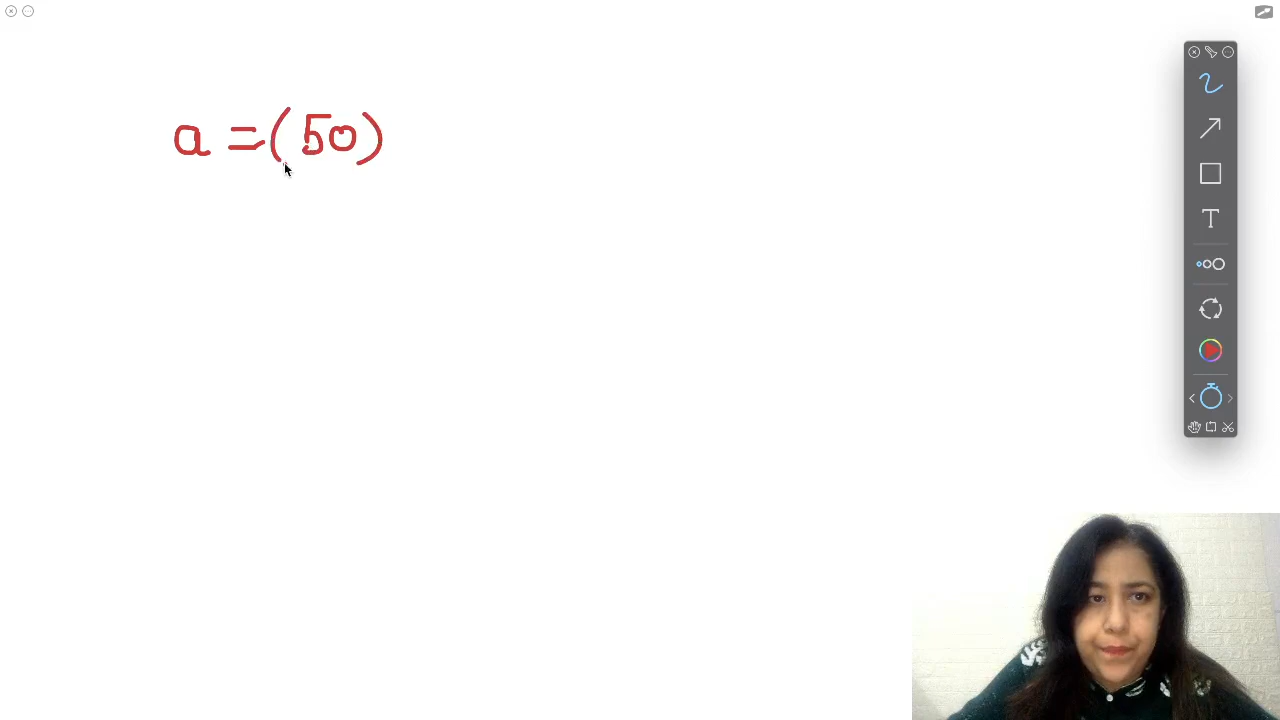 a = (50)
T